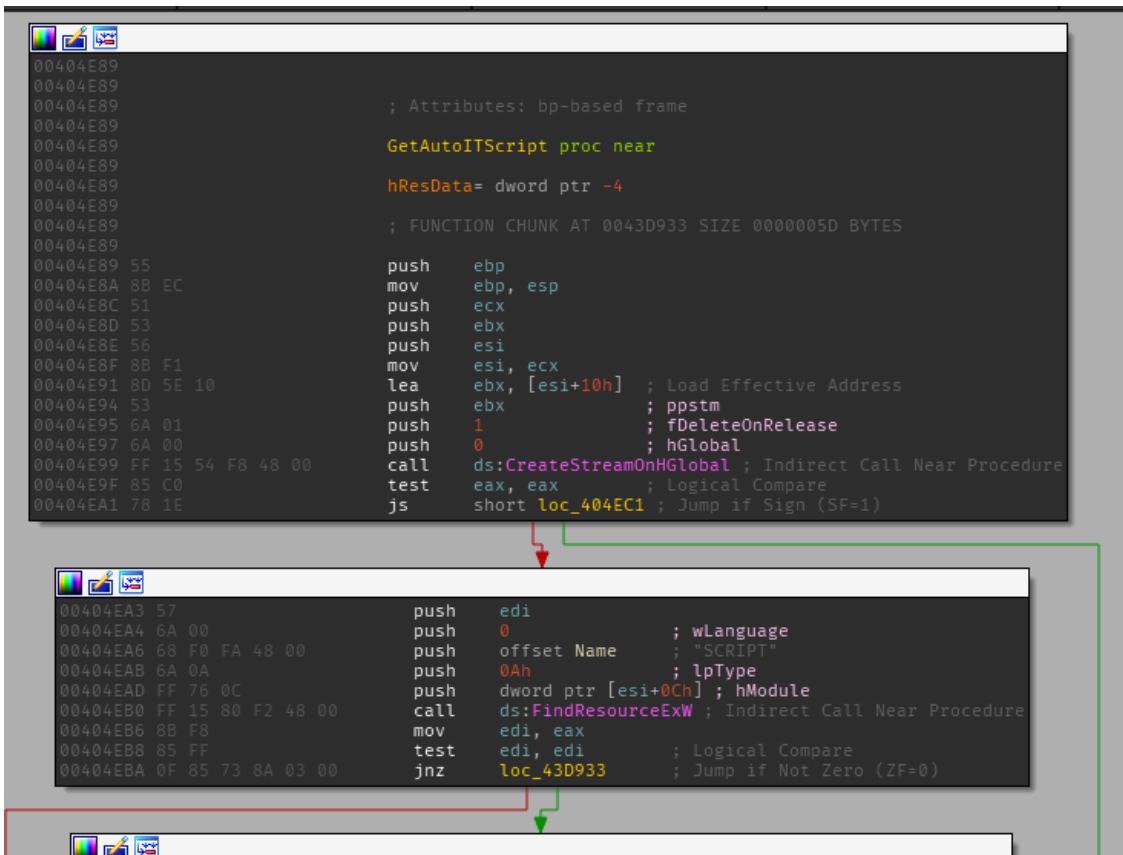 00404E89
00404E89
00404E89 ; Attributes: bp-based frame
00404E89
00404E89 GetAutoITScript proc near
00404E89
00404E89 hResData= dword ptr -4
00404E89
00404E89 ; FUNCTION CHUNK AT 0043D933 SIZE 0000005D BYTES
00404E89
00404E89 55 push ebp
00404E8A 8B EC mov ebp, esp
00404E8C 51 push ecx
00404E8D 53 push ebx
00404E8E 56 push esi
00404E8F 8B F1 mov esi, ecx
00404E91 8D 5E 10 lea ebx, [esi+10h] ; Load Effective Address
00404E94 53 push ebx ; ppstm
00404E95 6A 01 push 1 ; fDeleteOnRelease
00404E97 6A 00 push 0 ; hGlobal
00404E99 FF 15 54 F8 48 00 call ds:CreateStreamOnHGlobal ; Indirect Call Near Procedure
00404E9F 85 C0 test eax, eax ; Logical Compare
00404EA1 78 1E js short loc_404EC1 ; Jump if Sign (SF=1)
00404EA3 57 push edi
00404EA4 6A 00 push 0 ; wLanguage
00404EA6 68 F0 FA 48 00 push offset Name ; "SCRIPT"
00404EAB 6A 0A push 0Ah ; lpType
00404EAD FF 76 0C push dword ptr [esi+0Ch] ; hModule
00404EB0 FF 15 80 F2 48 00 call ds:FindResourceExW ; Indirect Call Near Procedure
00404EB6 8B F8 mov edi, eax
00404EB8 85 FF test edi, edi ; Logical Compare
00404EBA 0F 85 73 8A 03 00 jnz loc_43D933 ; Jump if Not Zero (ZF=0)